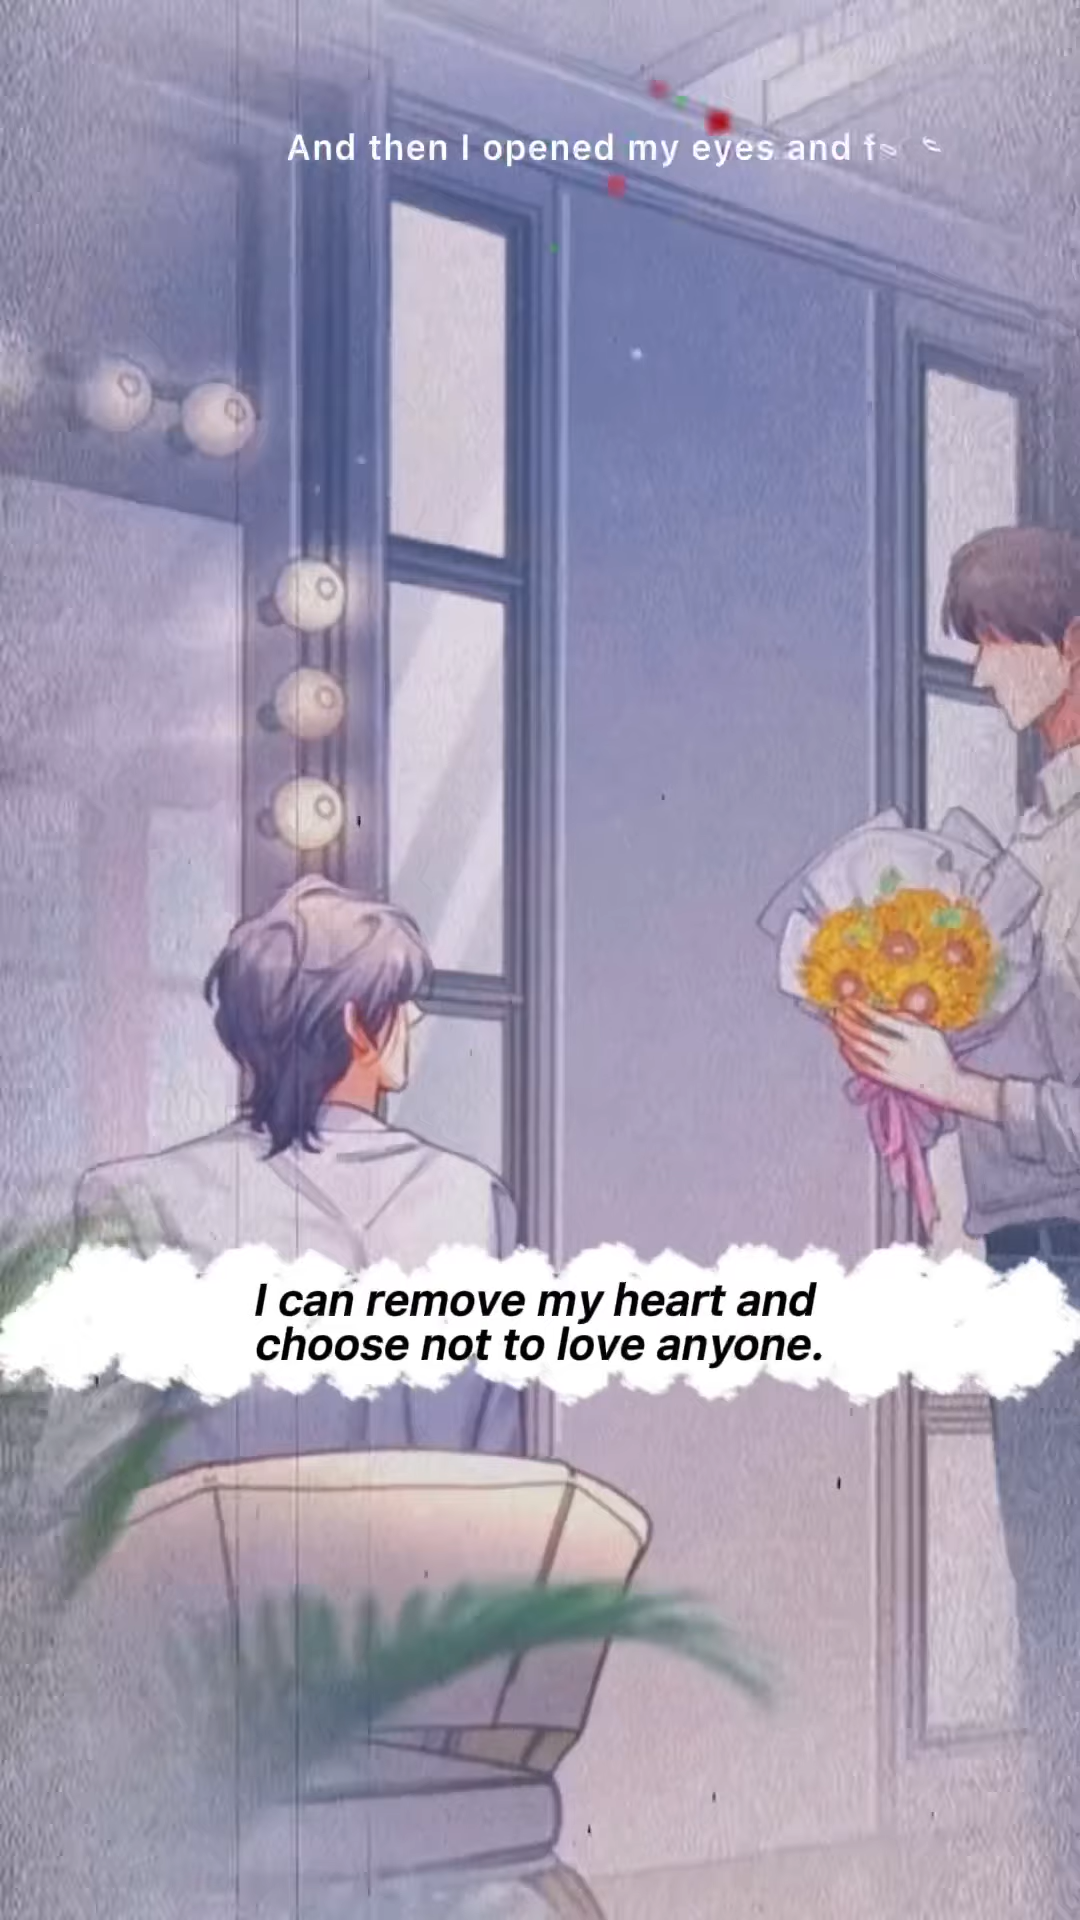 And then I opened my eyes and
I can remove my heart and
choose not to love anyone.